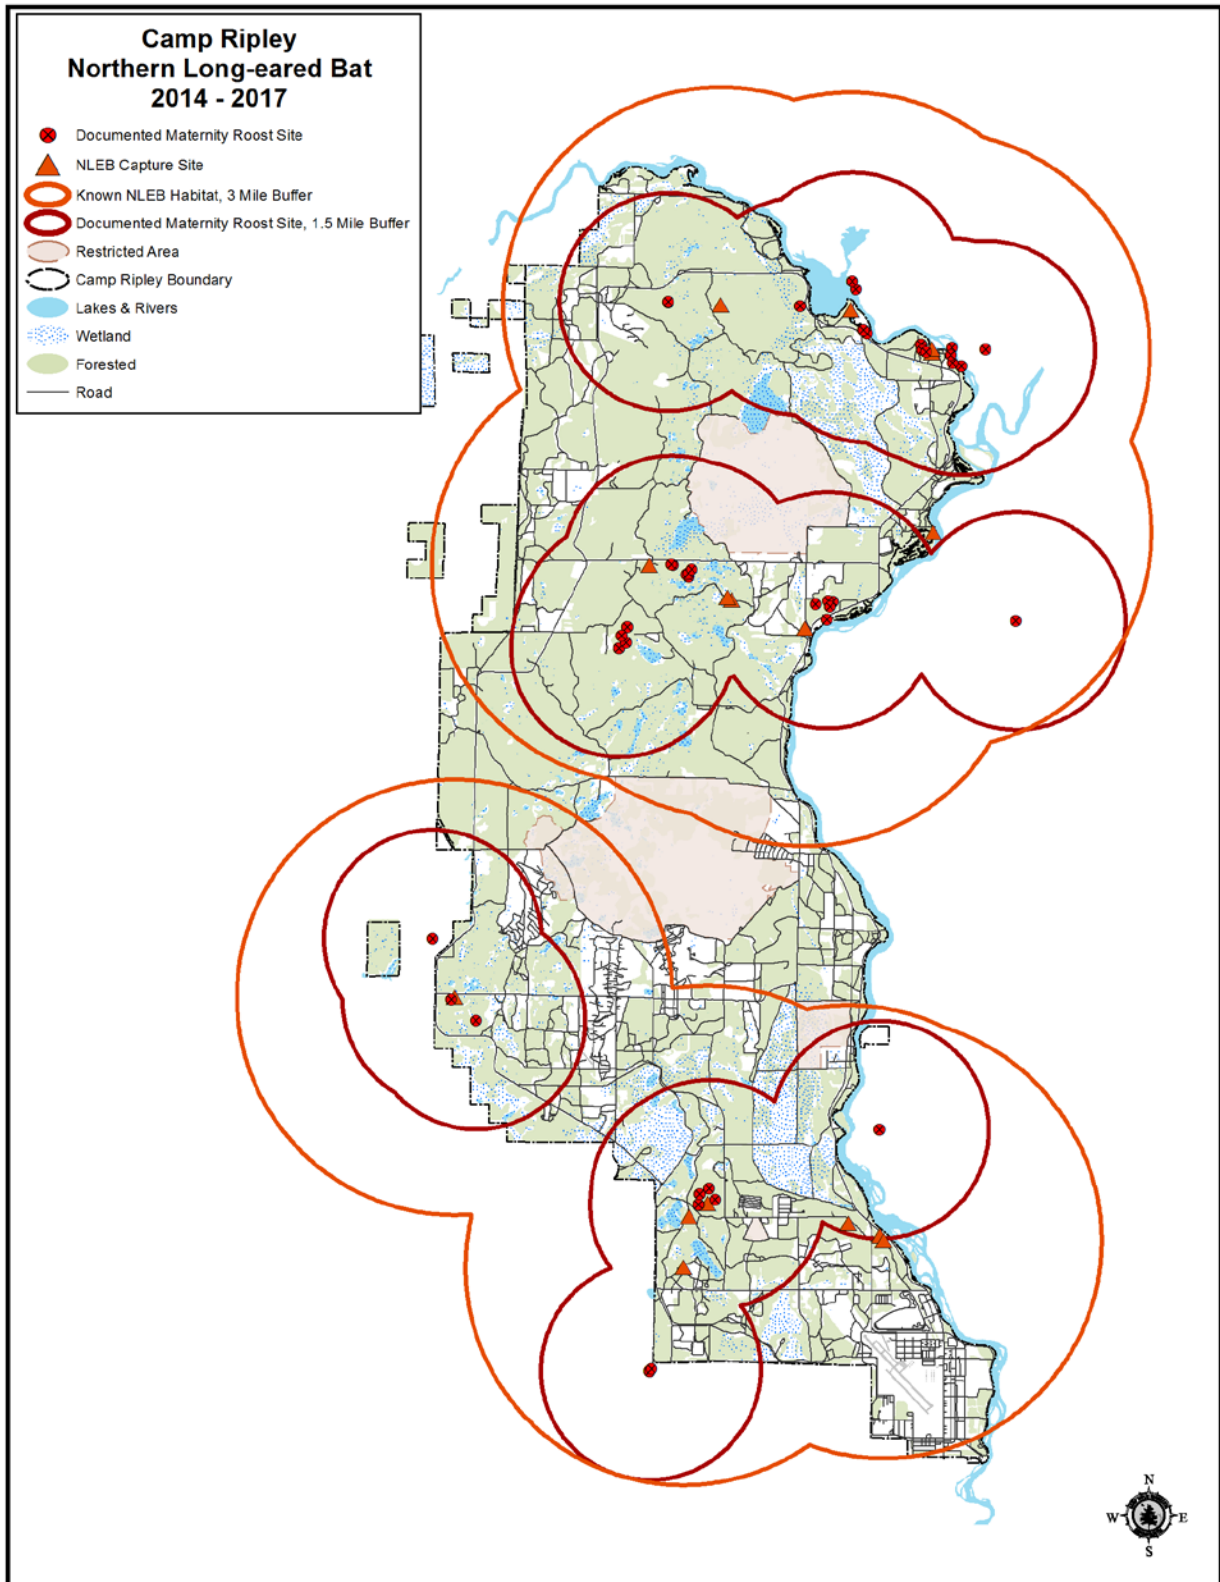 Camp Ripley
Northern Long-eared Bat
2014 - 2017
Documented Maternity Roost Site
NLEB Capture Site
Known NLEB Habitat, 3 Mile Buffer
Documented Maternity Roost Site, 1.5 Mile Buffer
Restricted Area
Camp Ripley Boundary
Lakes & Rivers
Wetland
Forested
Road
N
W E
S